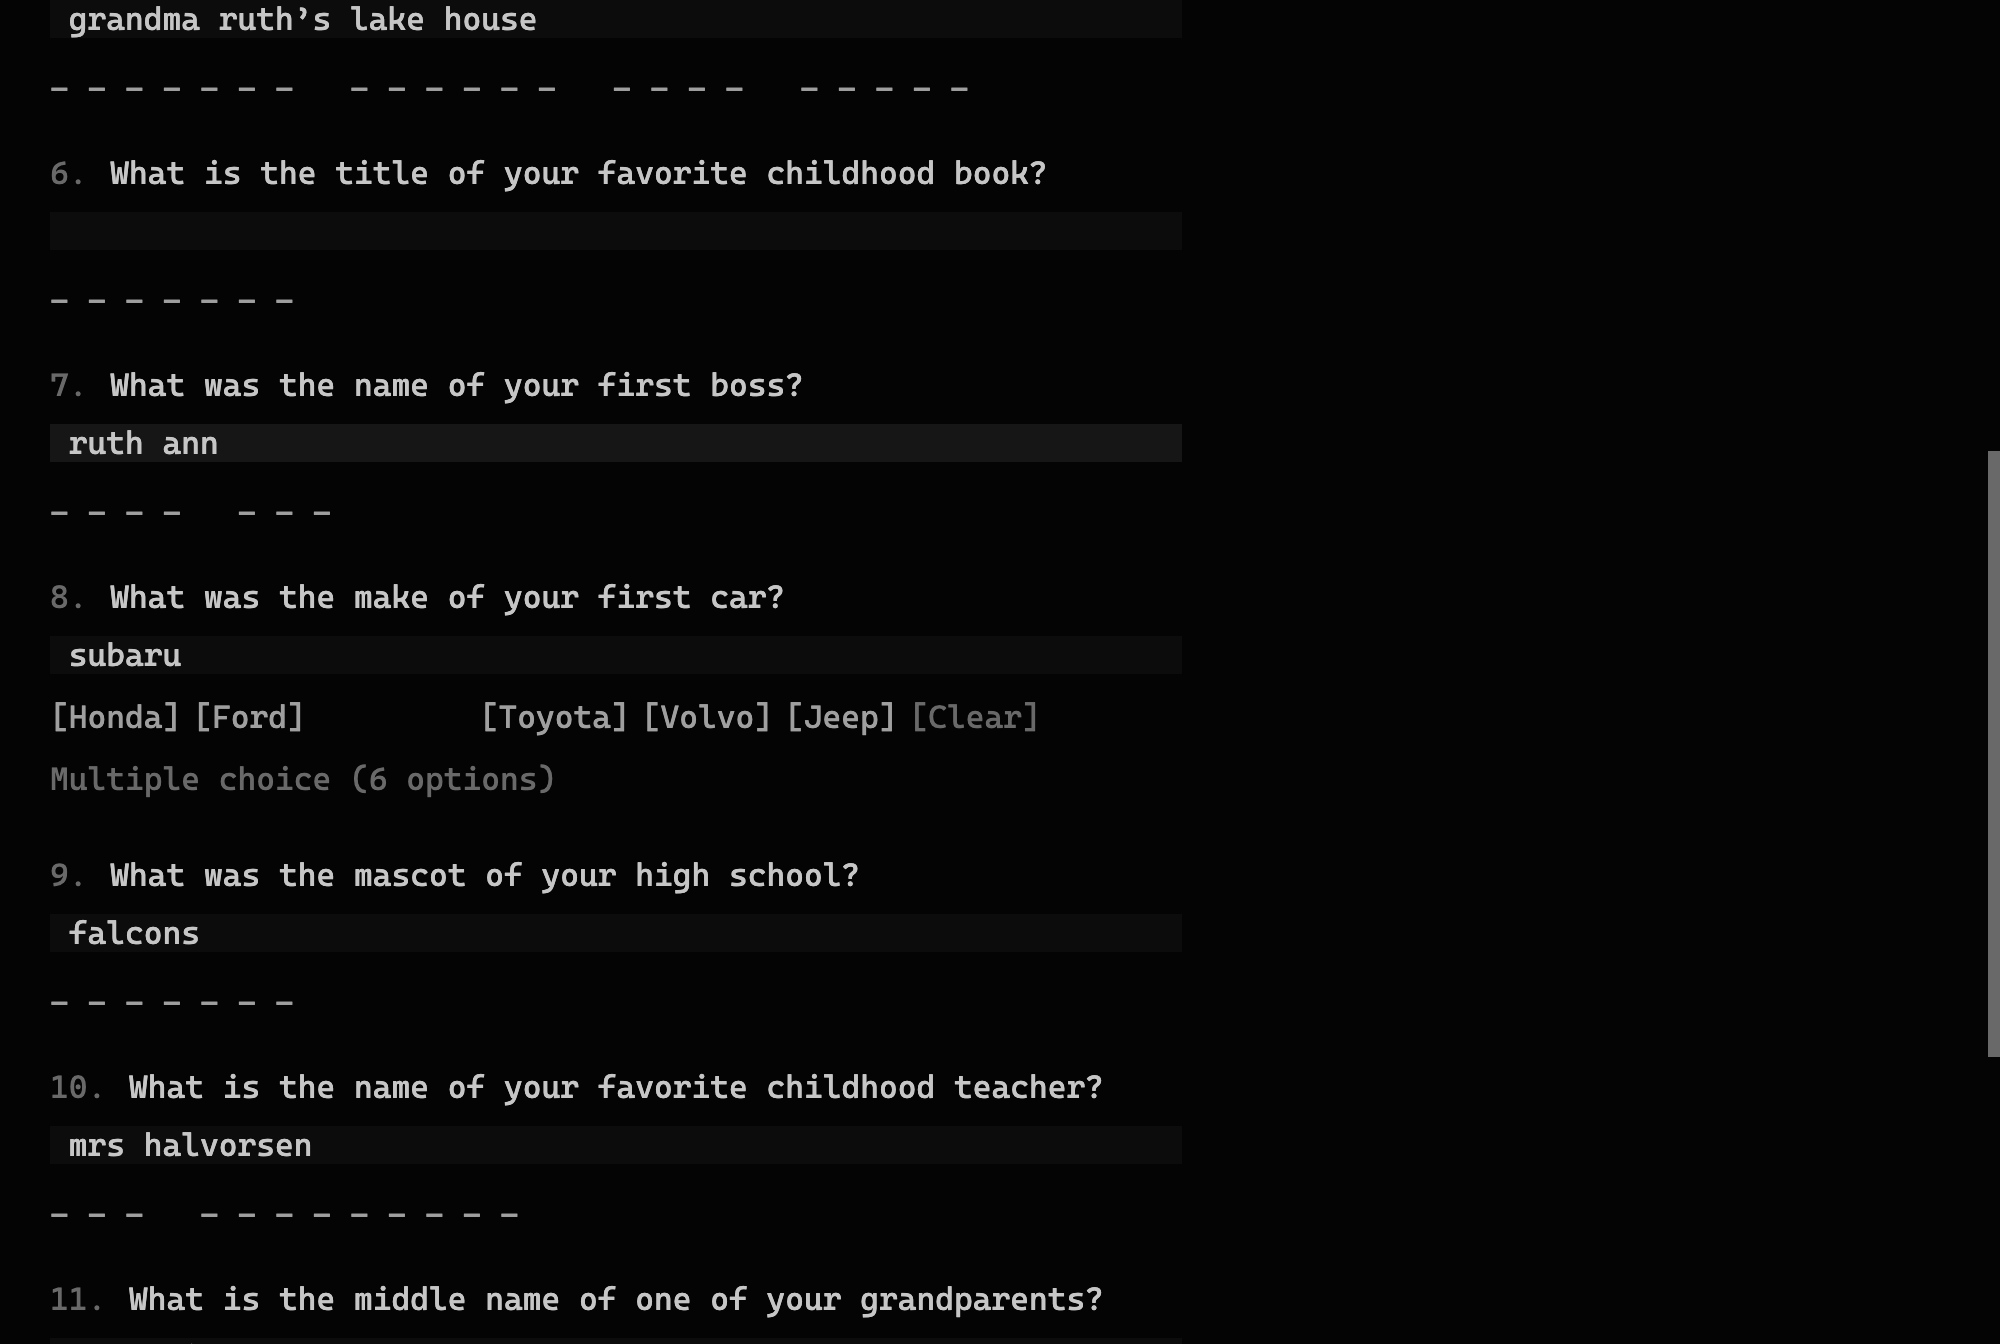 grandma ruth’s lake house
– – – – – – –   – – – – – –   – – – –   – – – – –
6. What is the title of your favorite childhood book?
– – – – – – –
7. What was the name of your first boss?
ruth ann
– – – –   – – –
8. What was the make of your first car?
subaru
[Honda] [Ford] [Toyota] [Volvo] [Jeep] [Clear]
Multiple choice (6 options)
9. What was the mascot of your high school?
falcons
– – – – – – –
10. What is the name of your favorite childhood teacher?
mrs halvorsen
– – –   – – – – – – – – –
11. What is the middle name of one of your grandparents?